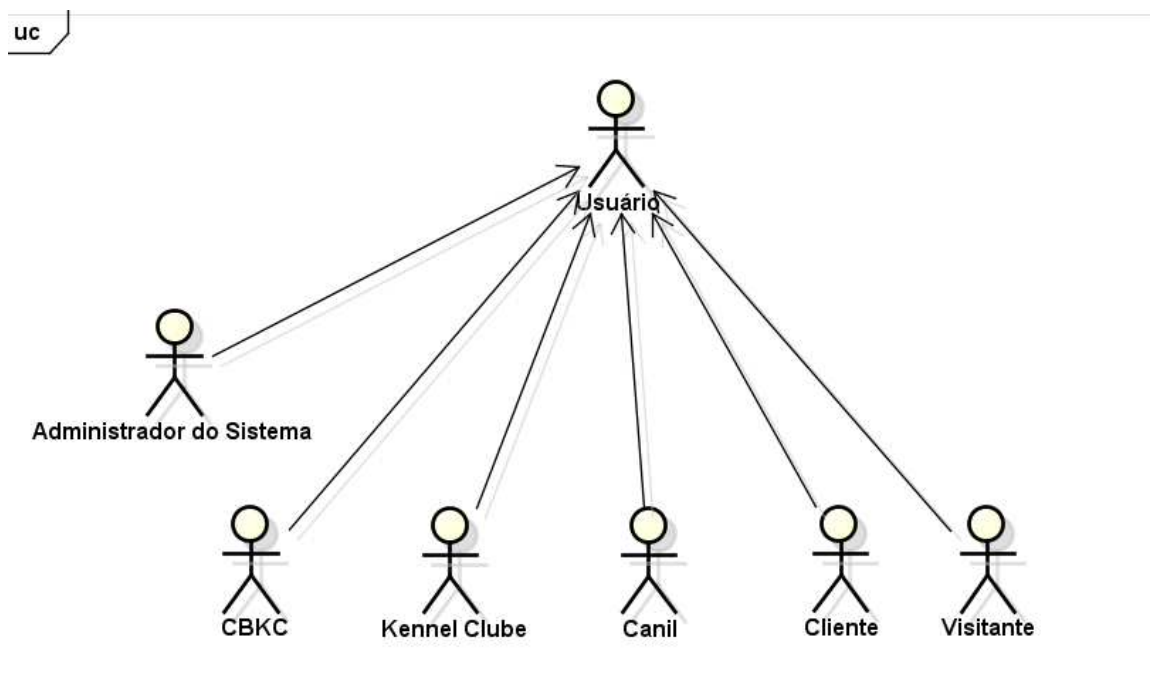 uc
Usuário
Administrador do Sistema
CBKC
Kennel Clube
Canil
Cliente
Visitante